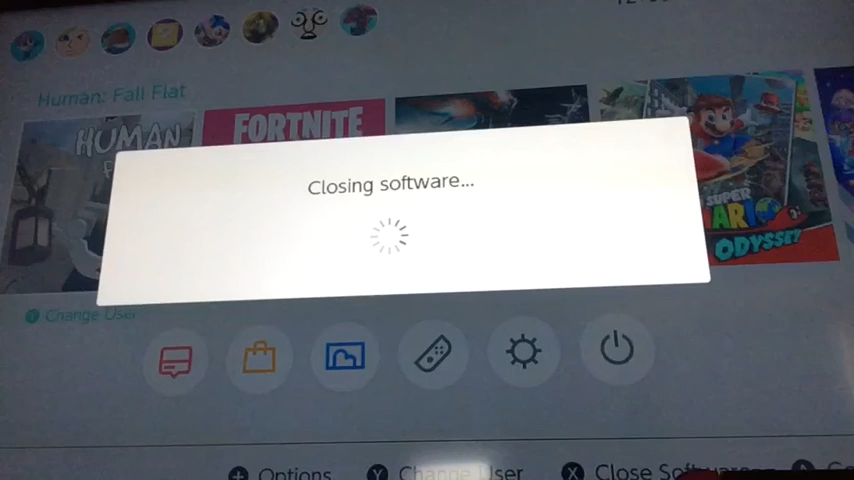 Human: Fall Flat
HUMAN
FORTNITE
Closing software...
SUPER
MARIO
ODYSSEY
Y Change User
+ Options
Y Change User
X Close Software
A